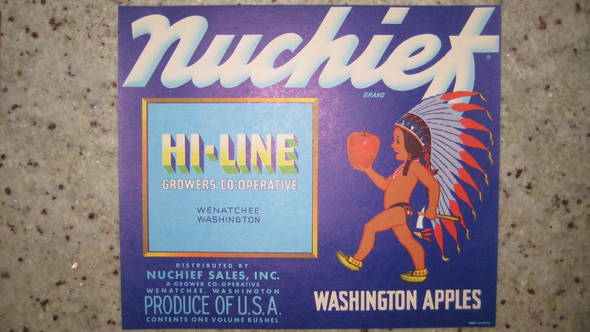 Nuchief
BRAND
HI-LINE
GROWERS CO-OPERATIVE
WENATCHEE
WASHINGTON
DISTRIBUTED BY
NUCHIEF SALES, INC.
A GROWER CO-OPERATIVE
WENATCHEE, WASHINGTON
PRODUCE OF U.S.A.
CONTENTS ONE VOLUME BUSHEL
WASHINGTON APPLES